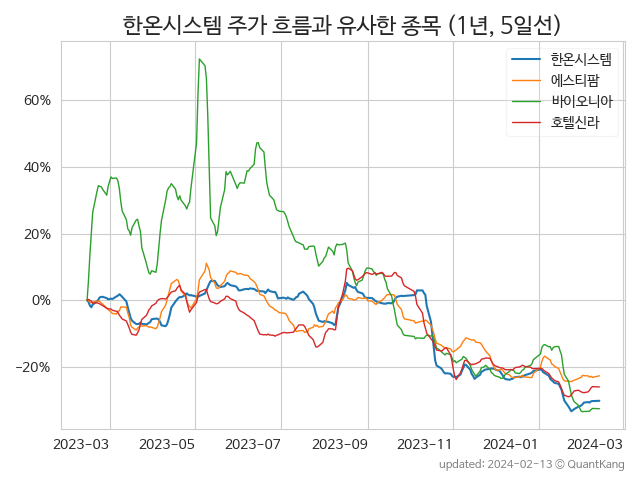 한온시스템 주가 흐름과 유사한 종목 (1년, 5일선)
한온시스템
에스티팜
바이오니아
호텔신라
60%
40%
20%
0%
−20%
2023-03 2023-05 2023-07 2023-09 2023-11 2024-01 2024-03
updated: 2024-02-13 © QuantKang